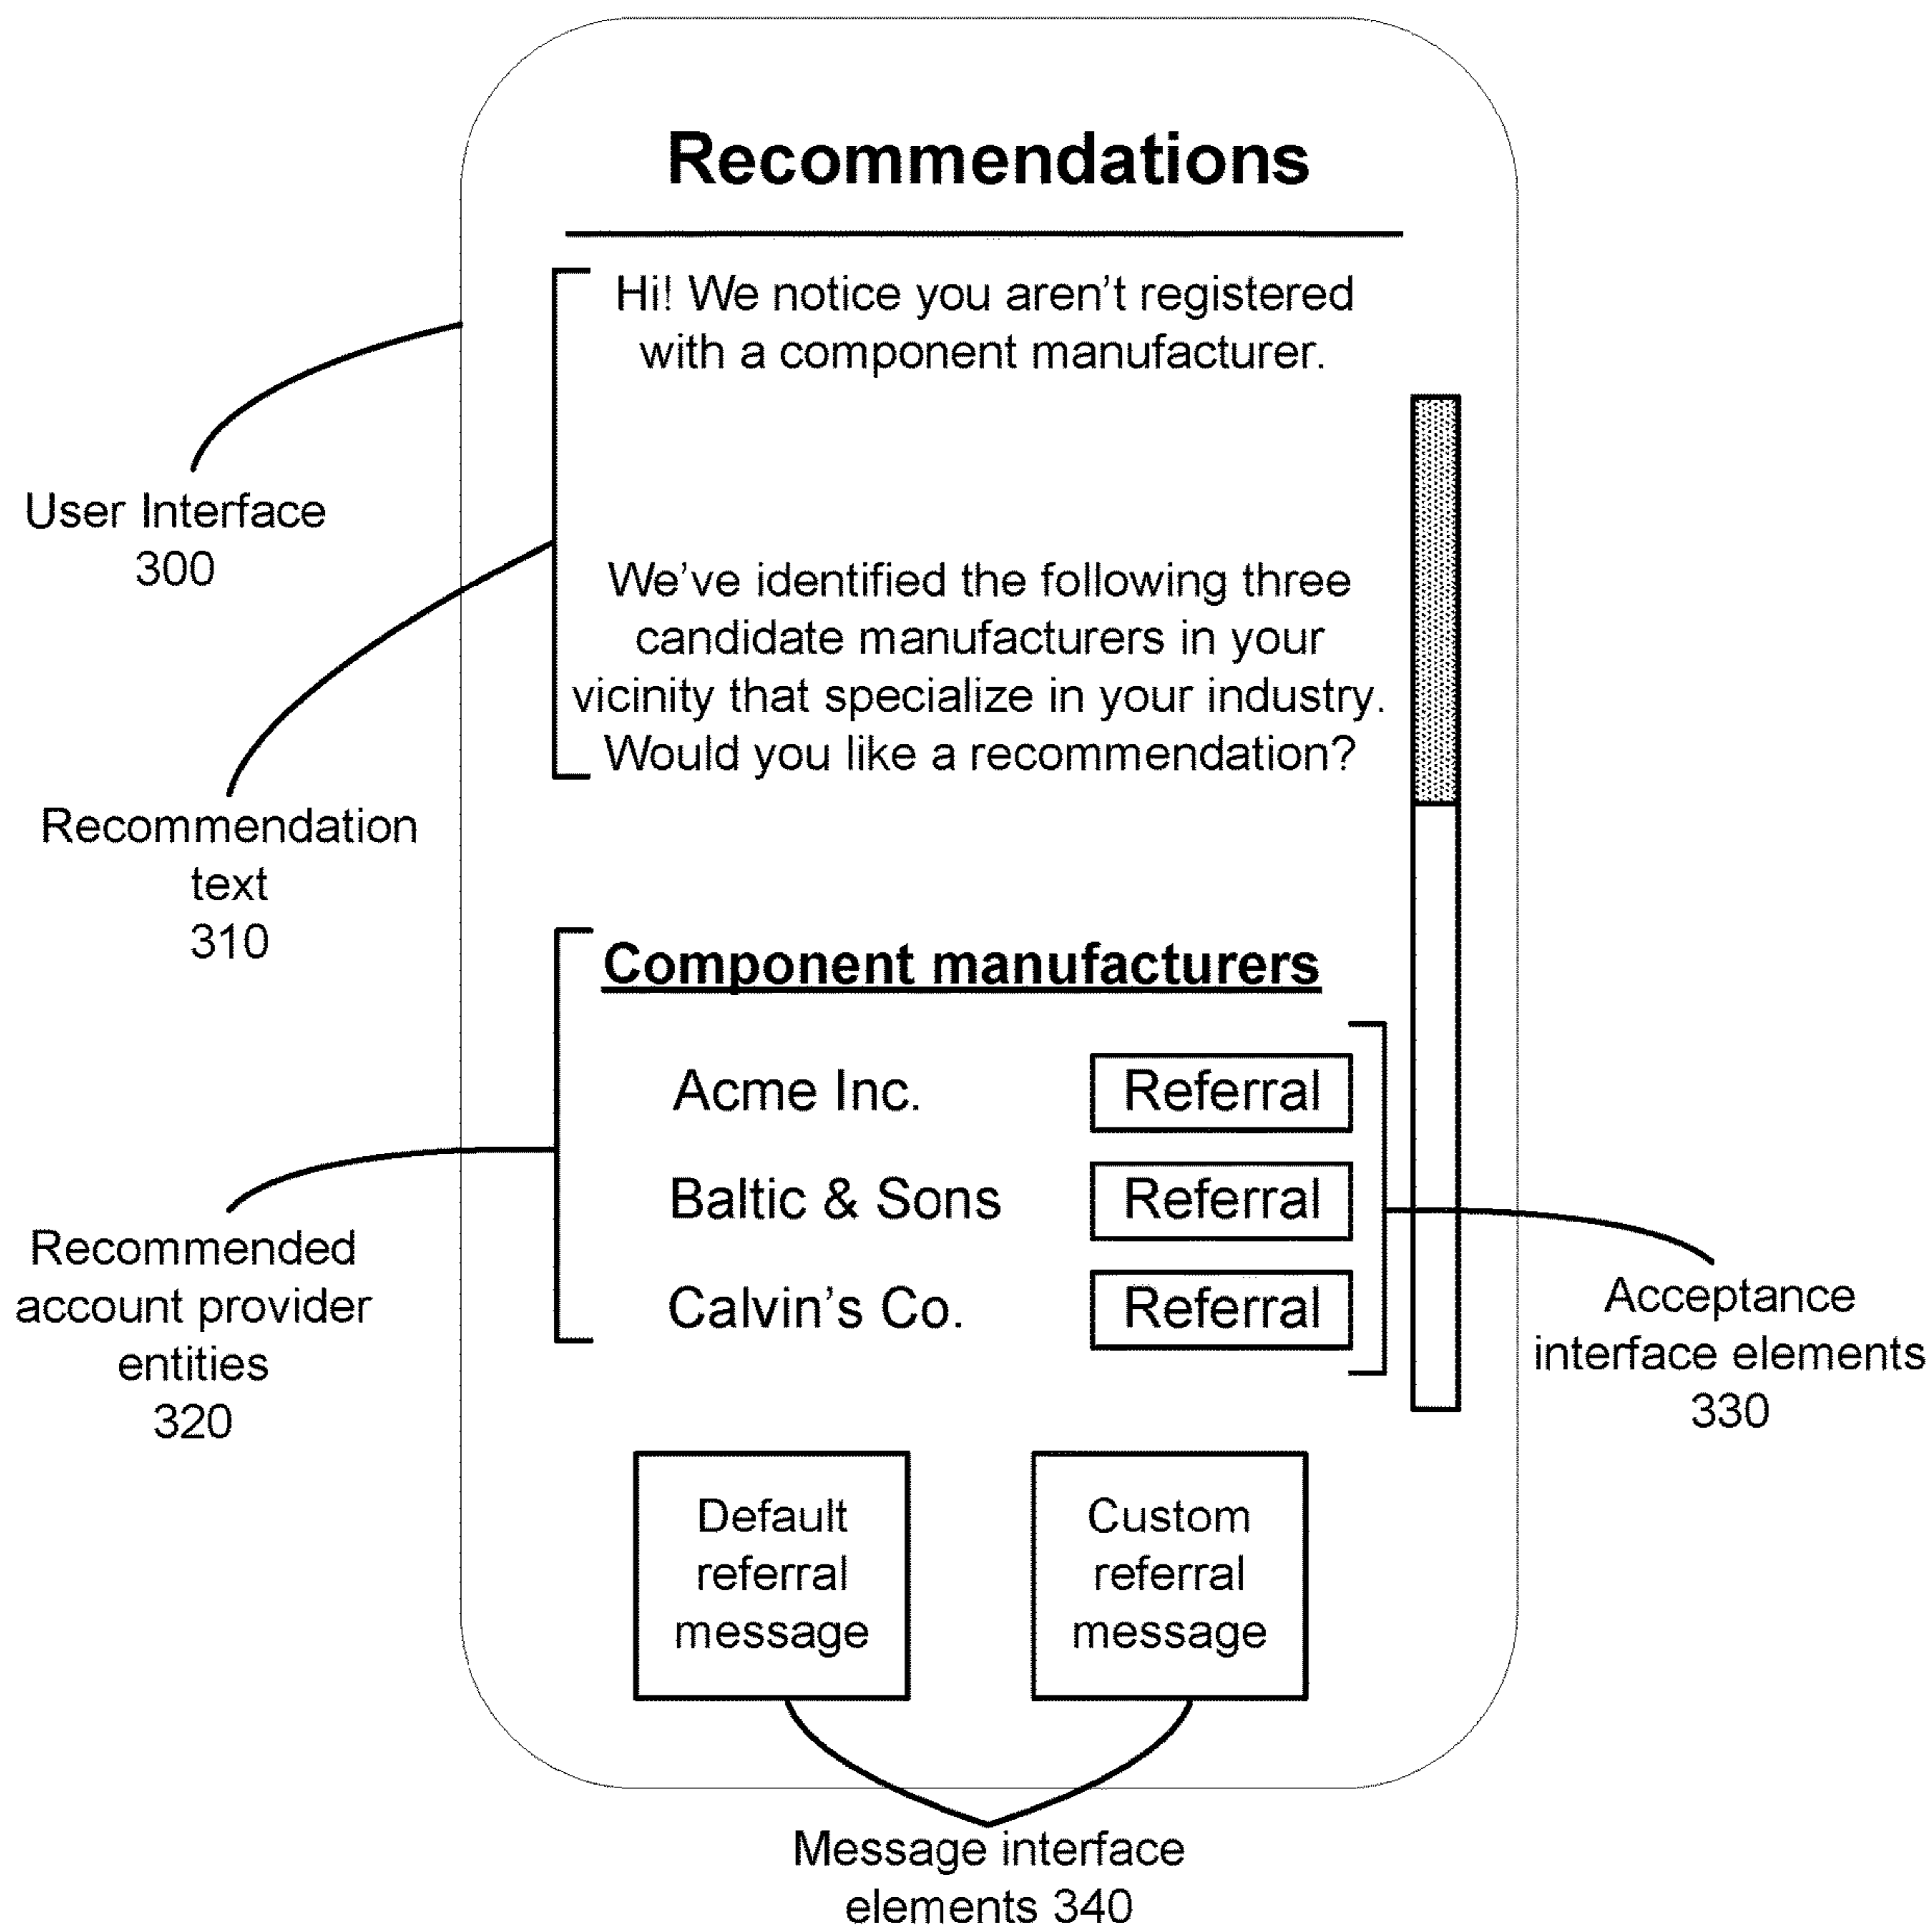 Recommendations
Hi! We notice you aren't registered
with a component manufacturer.
User Interface
300
We've identified the following three
candidate manufacturers in your
vicinity that specialize in your industry.
Would you like a recommendation?
Recommendation
text
310
Component manufacturers
Acme Inc. Referral
Baltic & Sons Referral
Calvin's Co. Referral
Recommended
account provider
entities
320
Acceptance
interface elements
330
Default
referral
message
Custom
referral
message
Message interface
elements 340